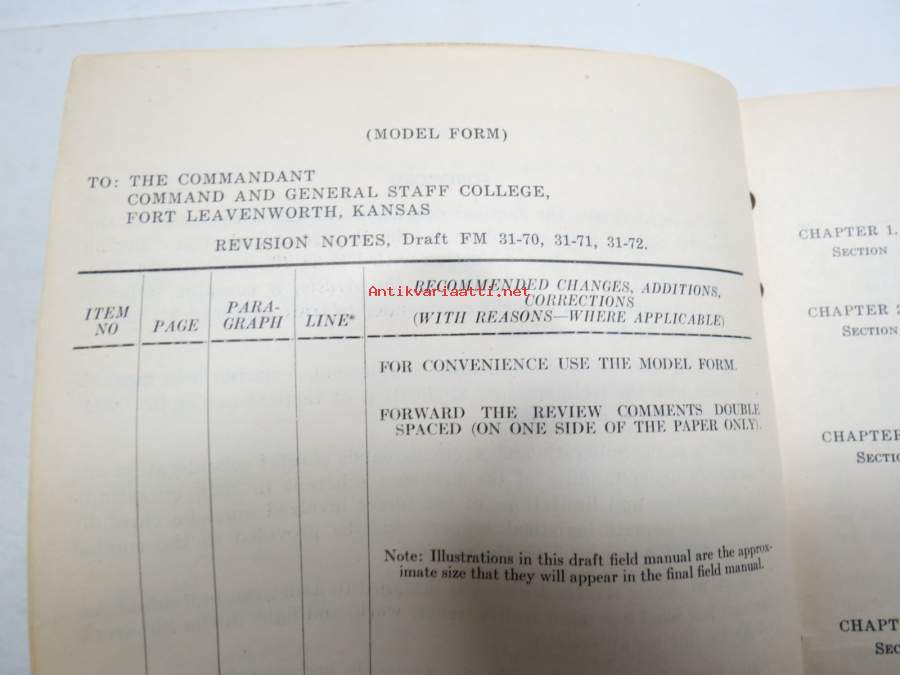 (MODEL FORM)
TO: THE COMMANDANT
COMMAND AND GENERAL STAFF COLLEGE,
FORT LEAVENWORTH, KANSAS
REVISION NOTES, Draft FM 31-70, 31-71, 31-72.
ITEM
NO
PAGE
PARA-
GRAPH
LINE*
RECOMMENDED CHANGES, ADDITIONS,
CORRECTIONS
(WITH REASONS—WHERE APPLICABLE)
Antikvariaatti.net
FOR CONVENIENCE USE THE MODEL FORM.
FORWARD THE REVIEW COMMENTS DOUBLE
SPACED (ON ONE SIDE OF THE PAPER ONLY).
Note: Illustrations in this draft field manual are the approx-
imate size that they will appear in the final field manual.
CHAPTER 1.
SECTION
CHAPTER 2
SECTION
CHAPTER
SECTIO
CHAPT
SEC